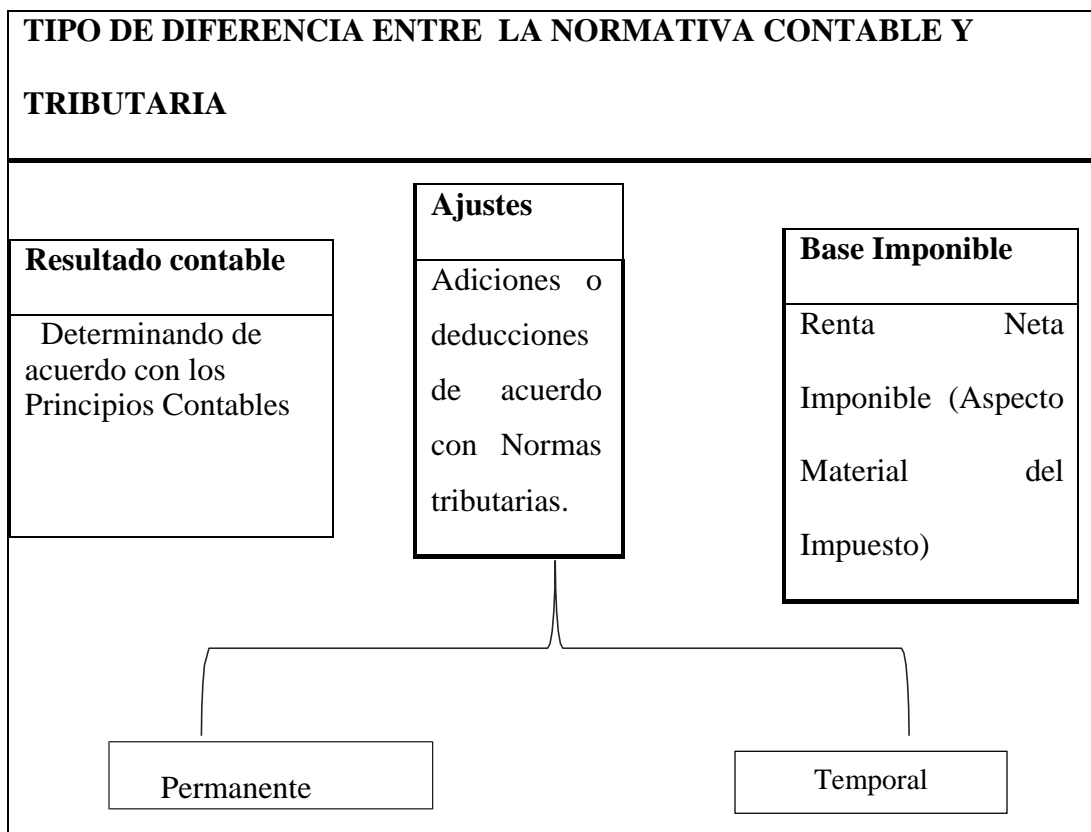 TIPO DE DIFERENCIA ENTRE LA NORMATIVA CONTABLE Y
TRIBUTARIA
Resultado contable
Determinando de
acuerdo con los
Principios Contables
Ajustes
Adiciones o
deducciones
de acuerdo
con Normas
tributarias.
Base Imponible
Renta Neta
Imponible (Aspecto
Material del
Impuesto)
Permanente
Temporal